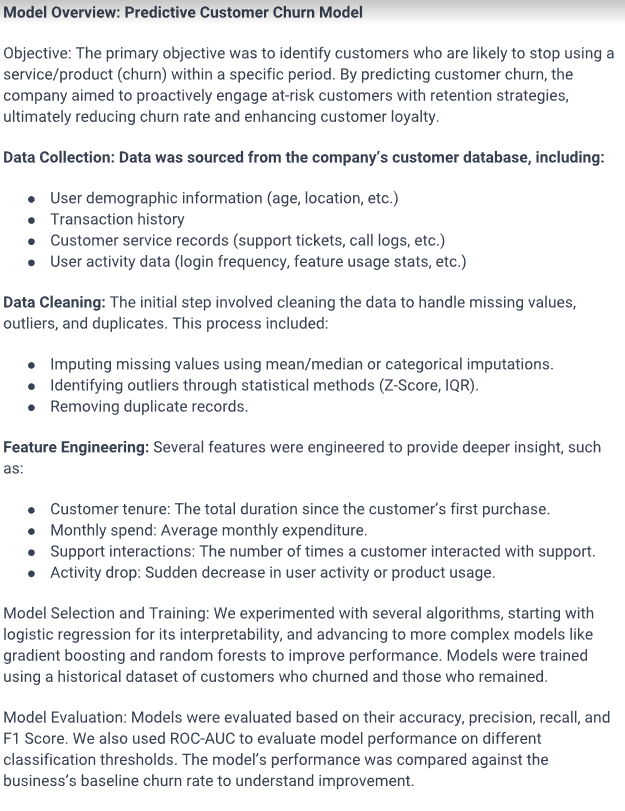 Model Overview: Predictive Customer Churn Model
Objective: The primary objective was to identify customers who are likely to stop using a
service/product (churn) within a specific period. By predicting customer churn, the
company aimed to proactively engage at-risk customers with retention strategies,
ultimately reducing churn rate and enhancing customer loyalty.
Data Collection: Data was sourced from the company's customer database, including:
● User demographic information (age, location, etc.)
● Transaction history
● Customer service records (support tickets, call logs, etc.)
● User activity data (login frequency, feature usage stats, etc.)
Data Cleaning: The initial step involved cleaning the data to handle missing values,
outliers, and duplicates. This process included:
● Imputing missing values using mean/median or categorical imputations.
● Identifying outliers through statistical methods (Z-Score, IQR).
● Removing duplicate records.
Feature Engineering: Several features were engineered to provide deeper insight, such
as:
● Customer tenure: The total duration since the customer's first purchase.
● Monthly spend: Average monthly expenditure.
● Support interactions: The number of times a customer interacted with support.
● Activity drop: Sudden decrease in user activity or product usage.
Model Selection and Training: We experimented with several algorithms, starting with
logistic regression for its interpretability, and advancing to more complex models like
gradient boosting and random forests to improve performance. Models were trained
using a historical dataset of customers who churned and those who remained.
Model Evaluation: Models were evaluated based on their accuracy, precision, recall, and
F1 Score. We also used ROC-AUC to evaluate model performance on different
classification thresholds. The model's performance was compared against the
business's baseline churn rate to understand improvement.